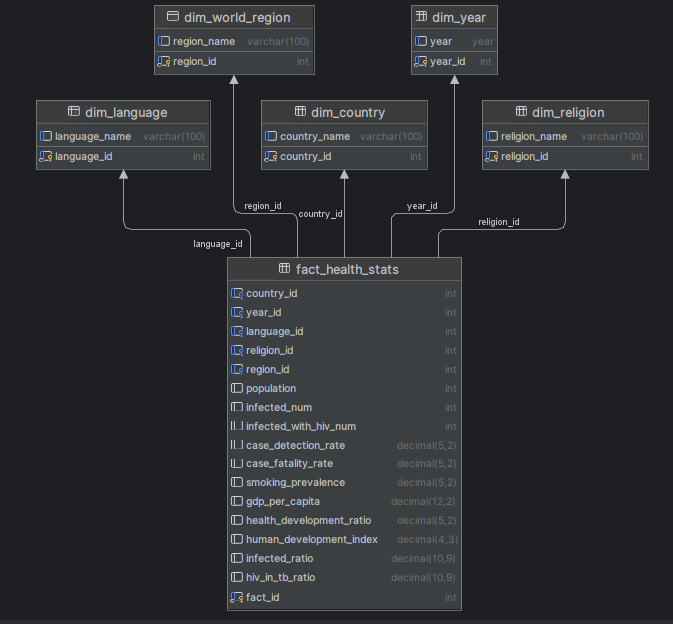 dim_world_region
region_name varchar(100)
region_id int
dim_year
year year
year_id int
dim_language
language_name varchar(100)
language_id int
dim_country
country_name varchar(100)
country_id int
dim_religion
religion_name varchar(100)
religion_id int
region_id
country_id
year_id
religion_id
language_id
fact_health_stats
country_id int
year_id int
language_id int
religion_id int
region_id int
population int
infected_num int
infected_with_hiv_num int
case_detection_rate decimal(5,2)
case_fatality_rate decimal(5,2)
smoking_prevalence decimal(5,2)
gdp_per_capita decimal(12,2)
health_development_ratio decimal(5,2)
human_development_index decimal(4,3)
infected_ratio decimal(10,9)
hiv_in_tb_ratio decimal(10,9)
fact_id int